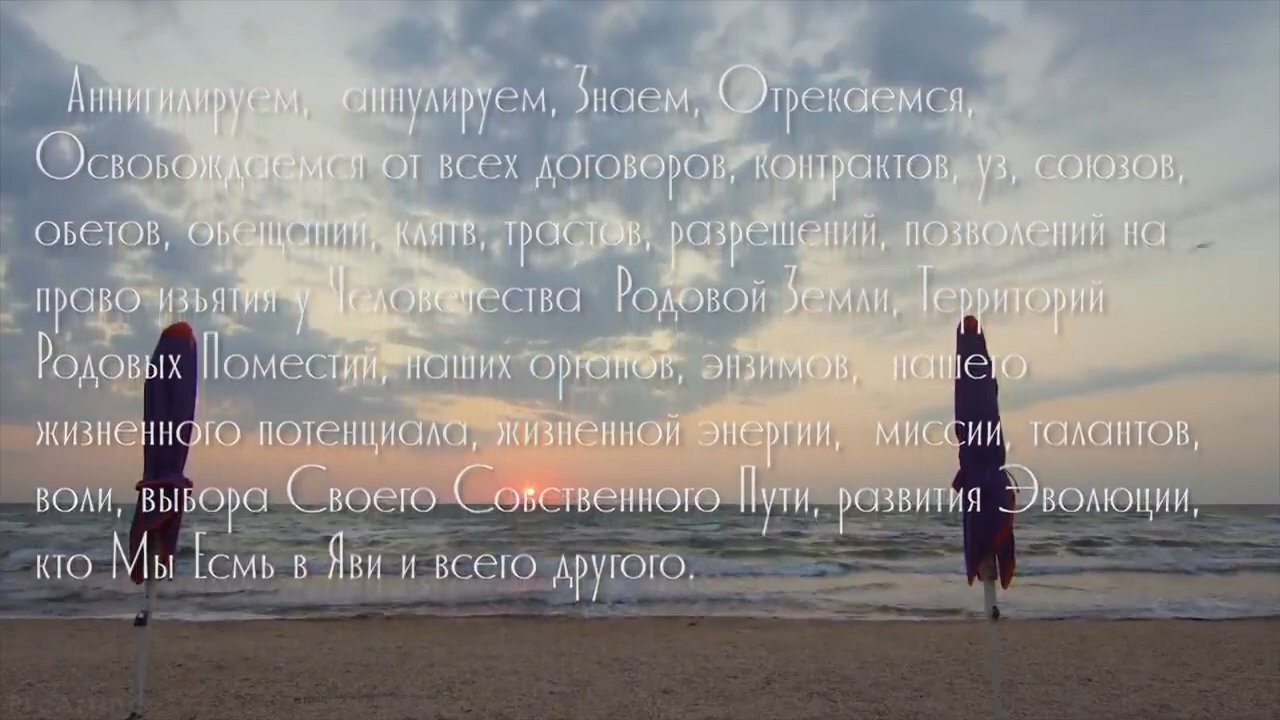 Аннигилируем, аннулируем, Знаем, Отрекаемся,
Освобождаемся от всех договоров, контрактов, уз, союзов,
обетов, обещаний, клятв, трастов, разрешений, позволений на
право изъятия у Человечества Родовой Земли, Территорий
Родовых Поместий, наших органов, энзимов, нашего
жизненного потенциала, жизненной энергии, миссии, талантов,
воли, выбора Своего Собственного Пути, развития Эволюции,
кто Мы Есмь в Яви и всего другого.